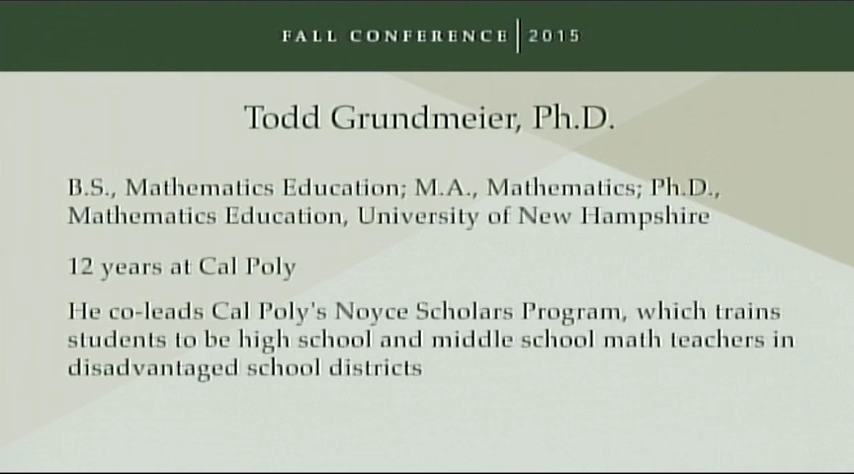 FALL CONFERENCE | 2015
Todd Grundmeier, Ph.D.
B.S., Mathematics Education; M.A., Mathematics; Ph.D.,
Mathematics Education, University of New Hampshire
12 years at Cal Poly
He co-leads Cal Poly's Noyce Scholars Program, which trains
students to be high school and middle school math teachers in
disadvantaged school districts